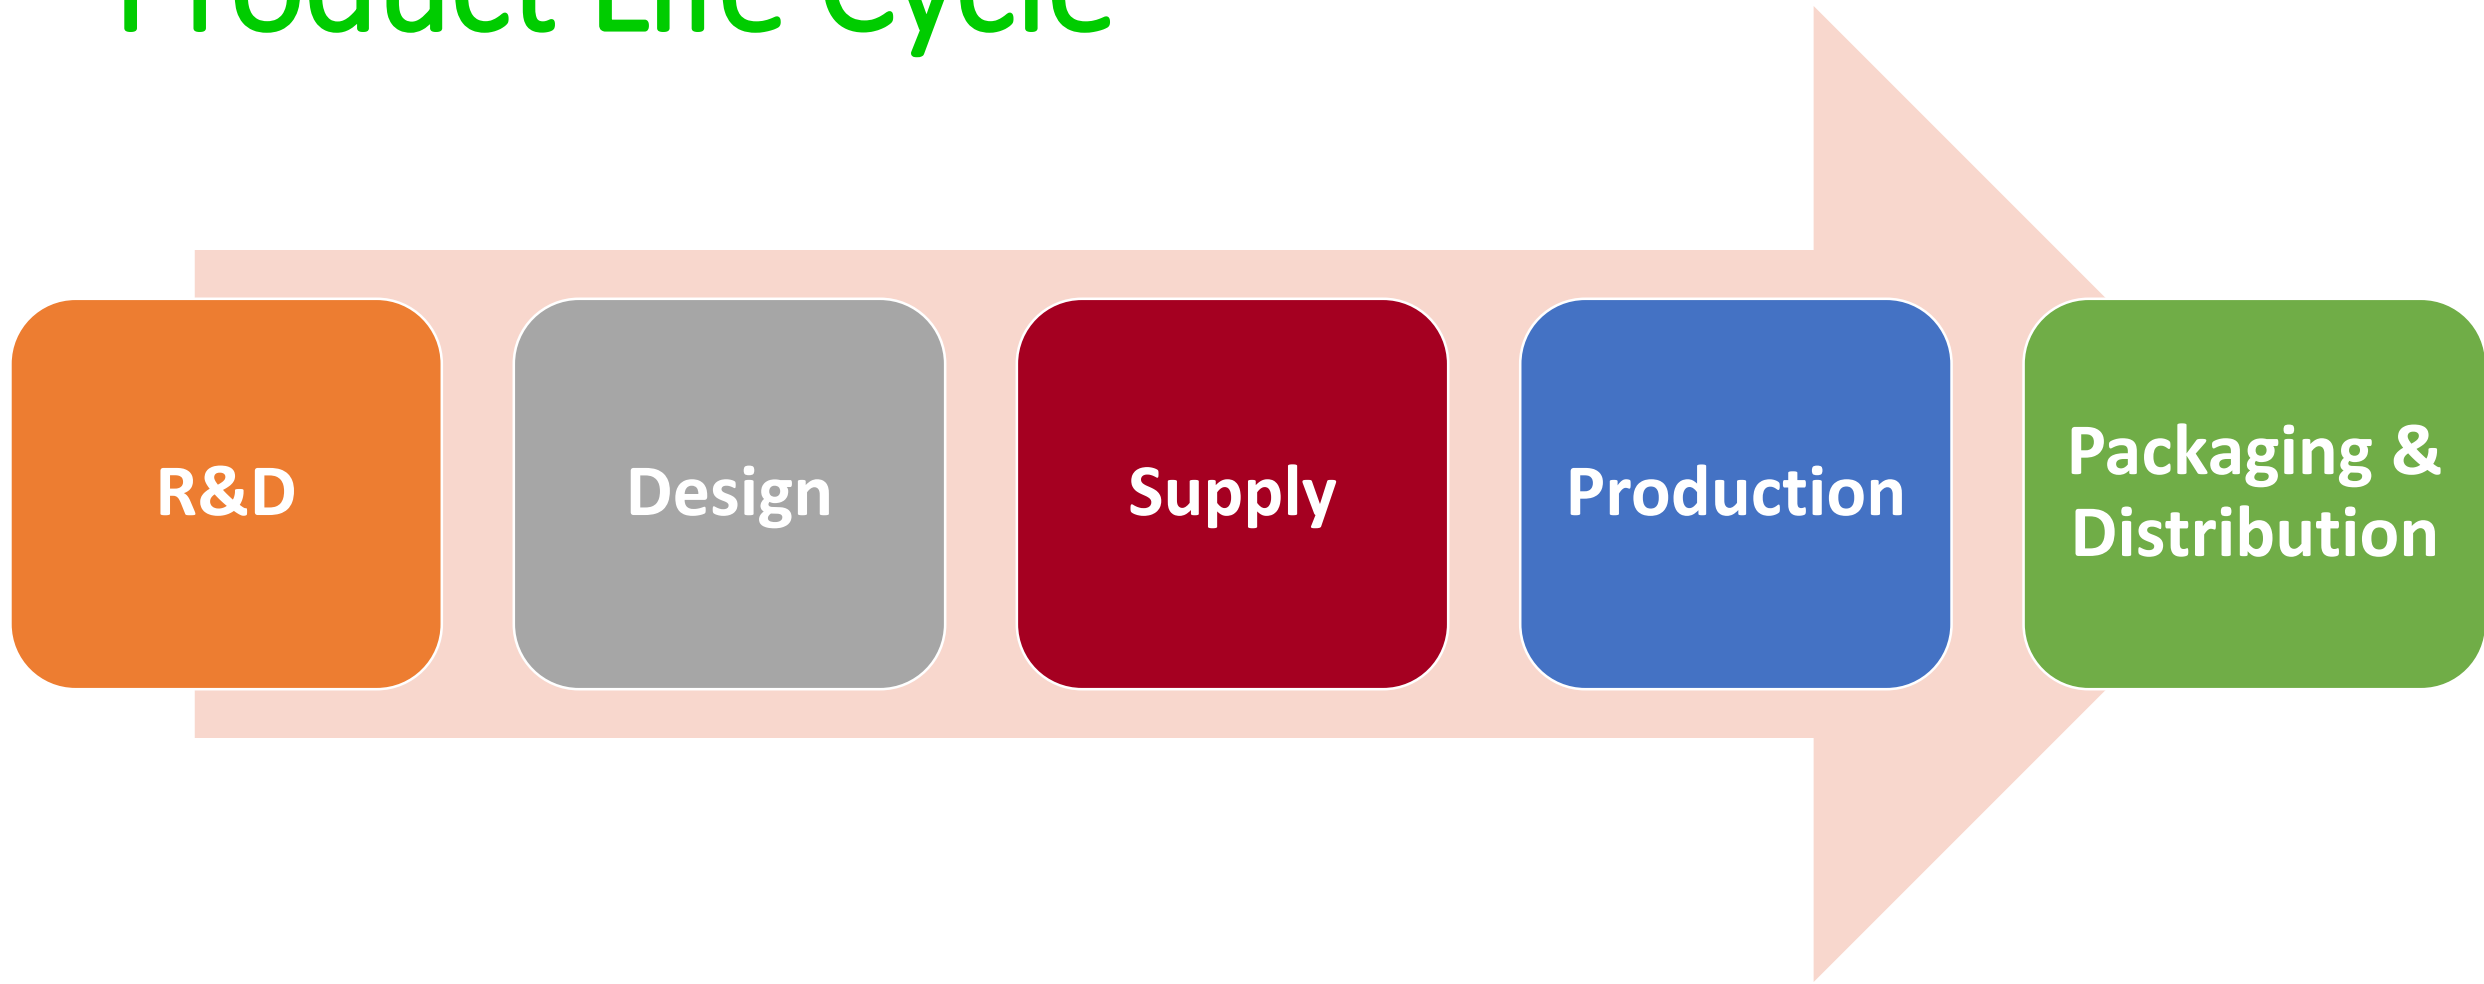 Product Life Cycle
R&D
Design
Supply
Production
Packaging &
Distribution